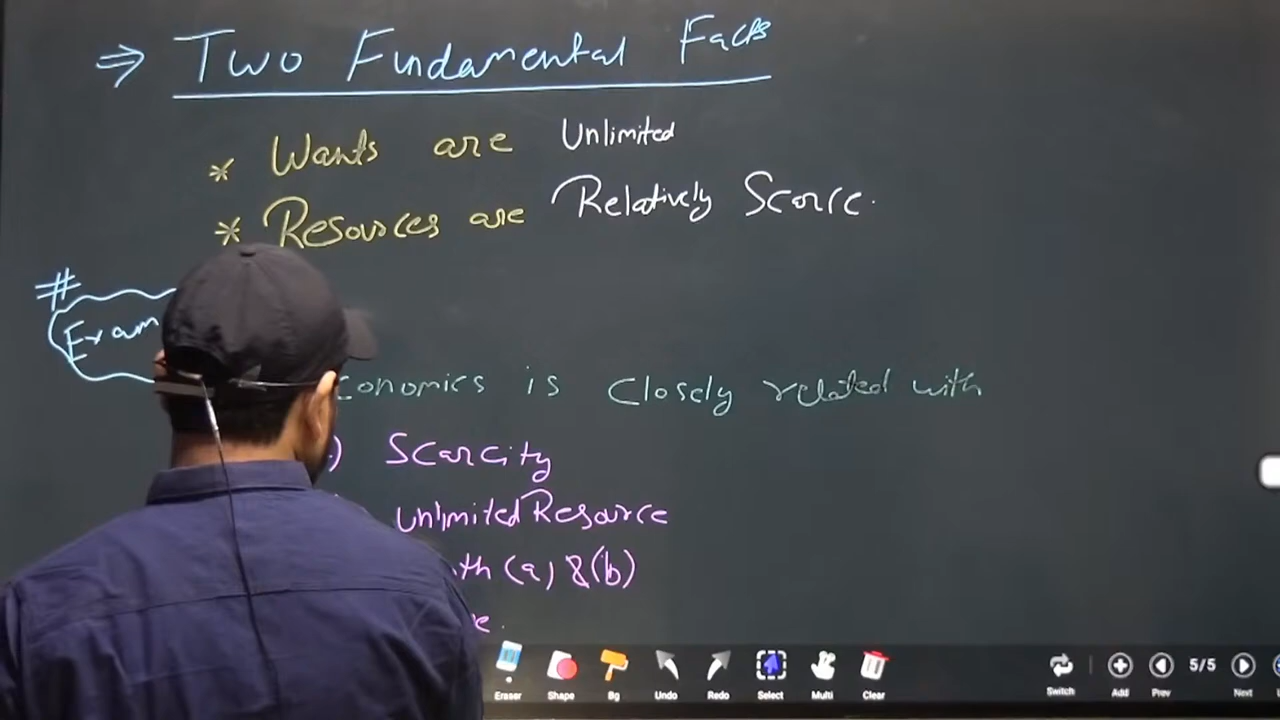 ⇒ Two Fundamental Facts
* Wants are Unlimited
* Resources are Relatively Scarce.
#
Exam
conomics is Closely related with
) Scarcity
Unlimited Resource
th (a) & (b)
e.
Eraser Shape Bg Undo Redo Select Multi Clear Switch Add Prev 5/5 Next